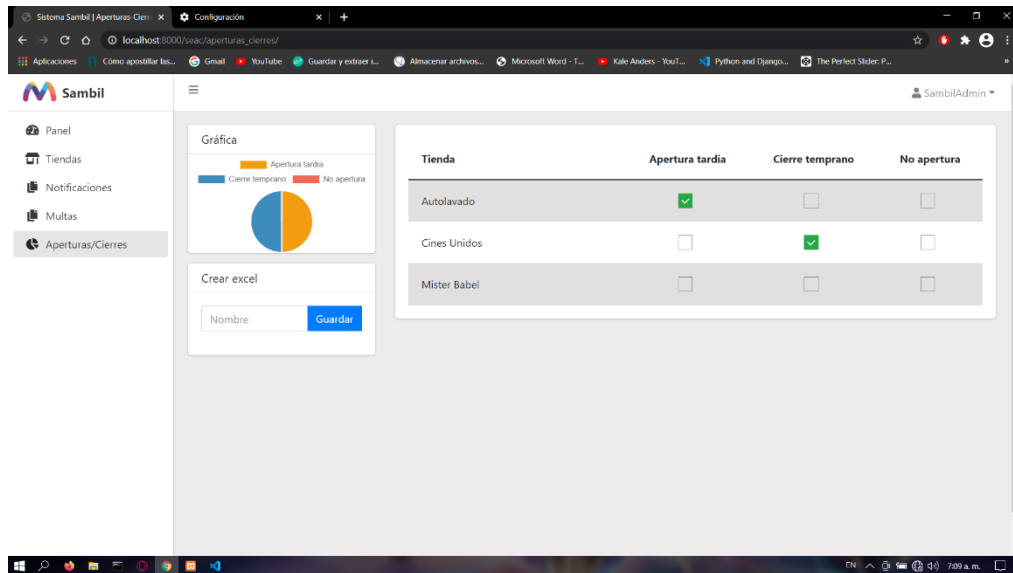 Sistema Sambil | Aperturas-Cierr
Configuración
localhost:8000/seac/aperturas_cierres/
Aplicaciones
Cómo apostillar las...
Gmail
YouTube
Guardar y extraer i...
Almacenar archivos...
Microsoft Word - T...
Kale Anders - YouT...
Python and Django...
The Perfect Slider: P...
»
Sambil
SambilAdmin
Panel
Tiendas
Notificaciones
Multas
Aperturas/Cierres
Gráfica
Apertura tardia
Cierre temprano No apertura
Crear excel
Nombre Guardar
Tienda Apertura tardia Cierre temprano No apertura
Autolavado
Cines Unidos
Mister Babel
EN 7:09 a. m.